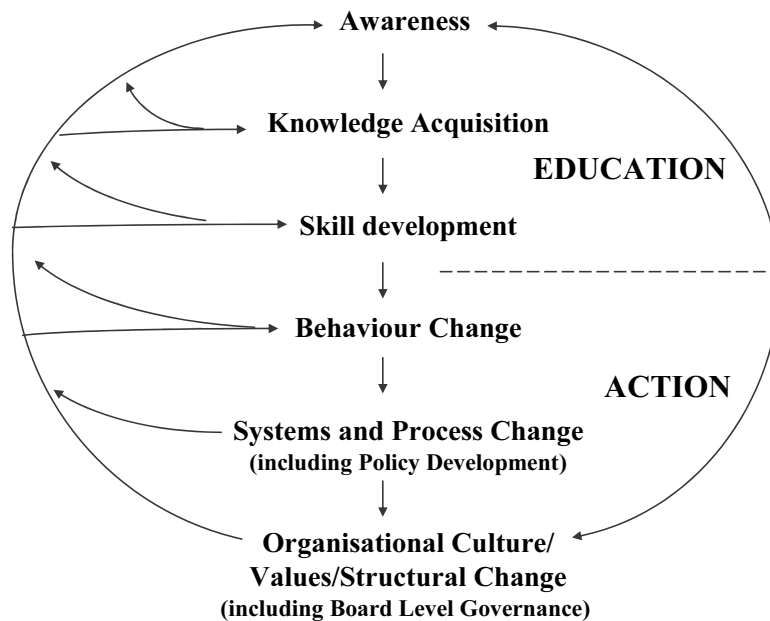 Awareness
Knowledge Acquisition
EDUCATION
Skill development
Behaviour Change
ACTION
Systems and Process Change
(including Policy Development)
Organisational Culture/
Values/Structural Change
(including Board Level Governance)